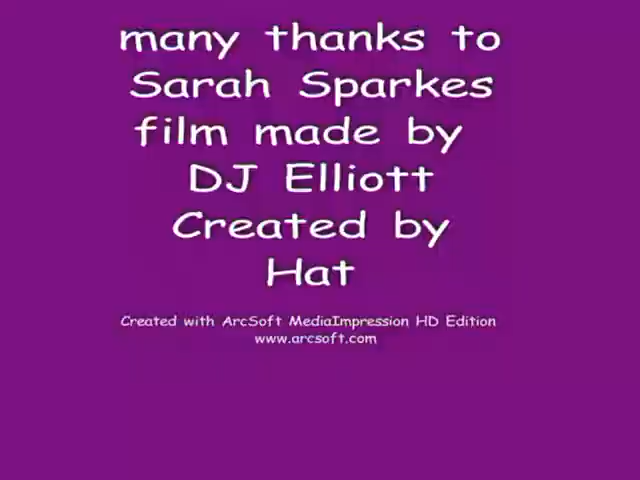 many thanks to
Sarah Sparkes
film made by
DJ Elliott
Created by
Hat
Created with ArcSoft MediaImpression HD Edition
www.arcsoft.com